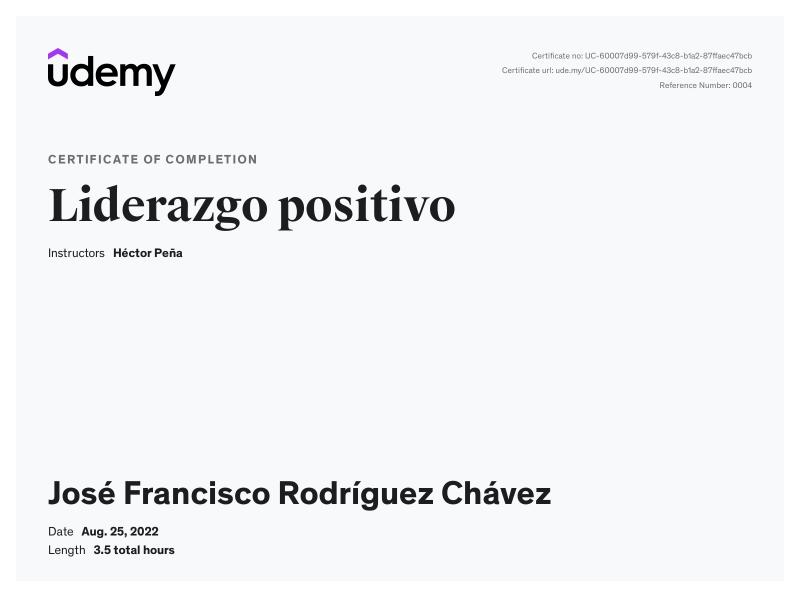 udemy
Certificate no: UC-60007d99-579f-43c8-b1a2-87ffaec47bcb
Certificate url: ude.my/UC-60007d99-579f-43c8-b1a2-87ffaec47bcb
Reference Number: 0004
CERTIFICATE OF COMPLETION
Liderazgo positivo
Instructors Héctor Peña
José Francisco Rodríguez Chávez
Date Aug. 25, 2022
Length 3.5 total hours